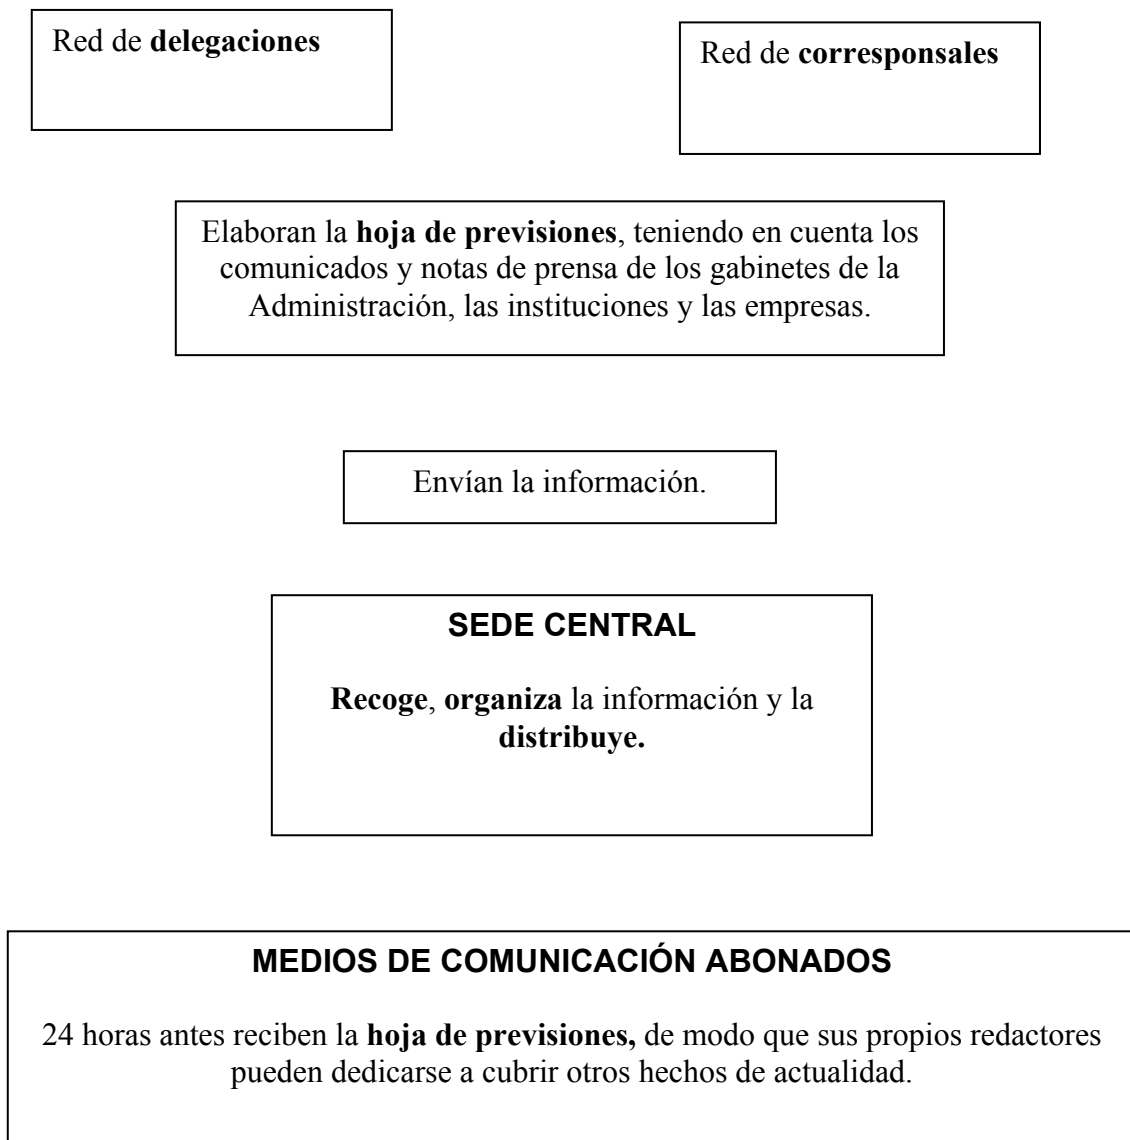 Red de delegaciones
Red de corresponsales
Elaboran la hoja de previsiones, teniendo en cuenta los
comunicados y notas de prensa de los gabinetes de la
Administración, las instituciones y las empresas.
Envían la información.
SEDE CENTRAL
Recoge, organiza la información y la
distribuye.
MEDIOS DE COMUNICACIÓN ABONADOS
24 horas antes reciben la hoja de previsiones, de modo que sus propios redactores
pueden dedicarse a cubrir otros hechos de actualidad.